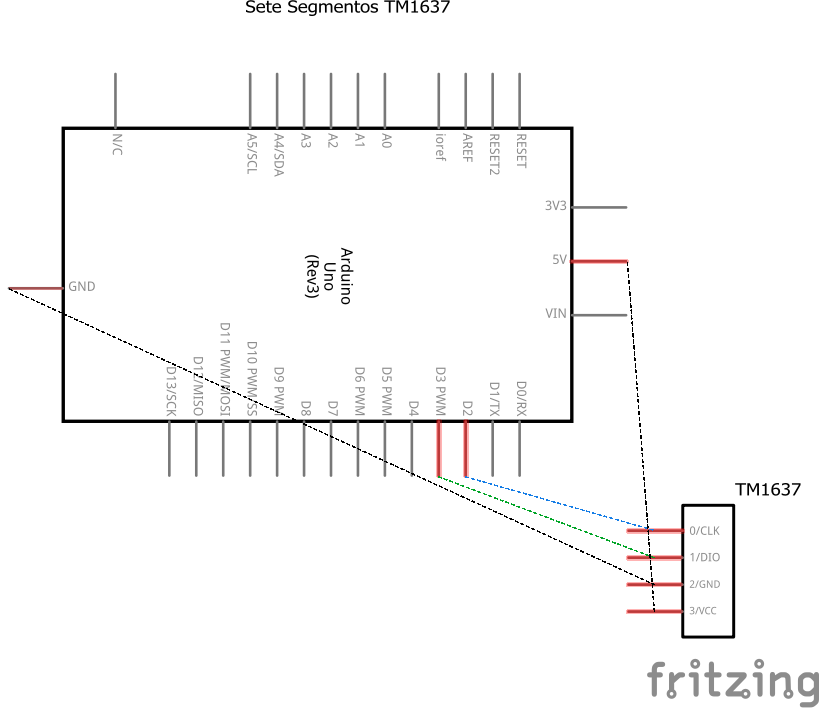 Sete Segmentos TM1637
N/C
A5/SCL
A4/SDA
A3
A2
A1
A0
ioref
AREF
RESET2
RESET
3V3
5V
VIN
GND
Arduino
Uno
(Rev3)
D13/SCK
D12/MISO
D11 PWM/MOSI
D10 PWM/SS
D9 PWM
D8
D7
D6 PWM
D5 PWM
D4
D3 PWM
D2
D1/TX
D0/RX
TM1637
0/CLK
1/DIO
2/GND
3/VCC
fritzing